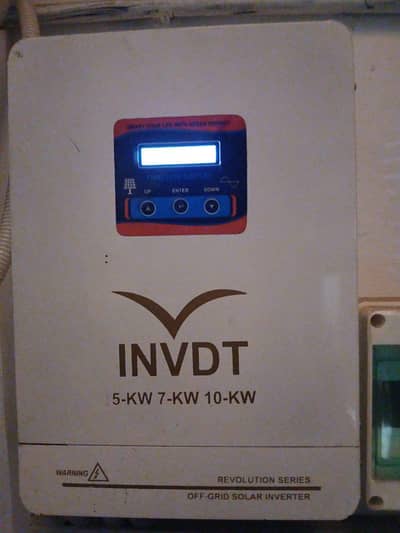 UP ENTER DOWN
INVDT
5-KW 7-KW 10-KW
WARNING
REVOLUTION SERIES
OFF-GRID SOLAR INVERTER